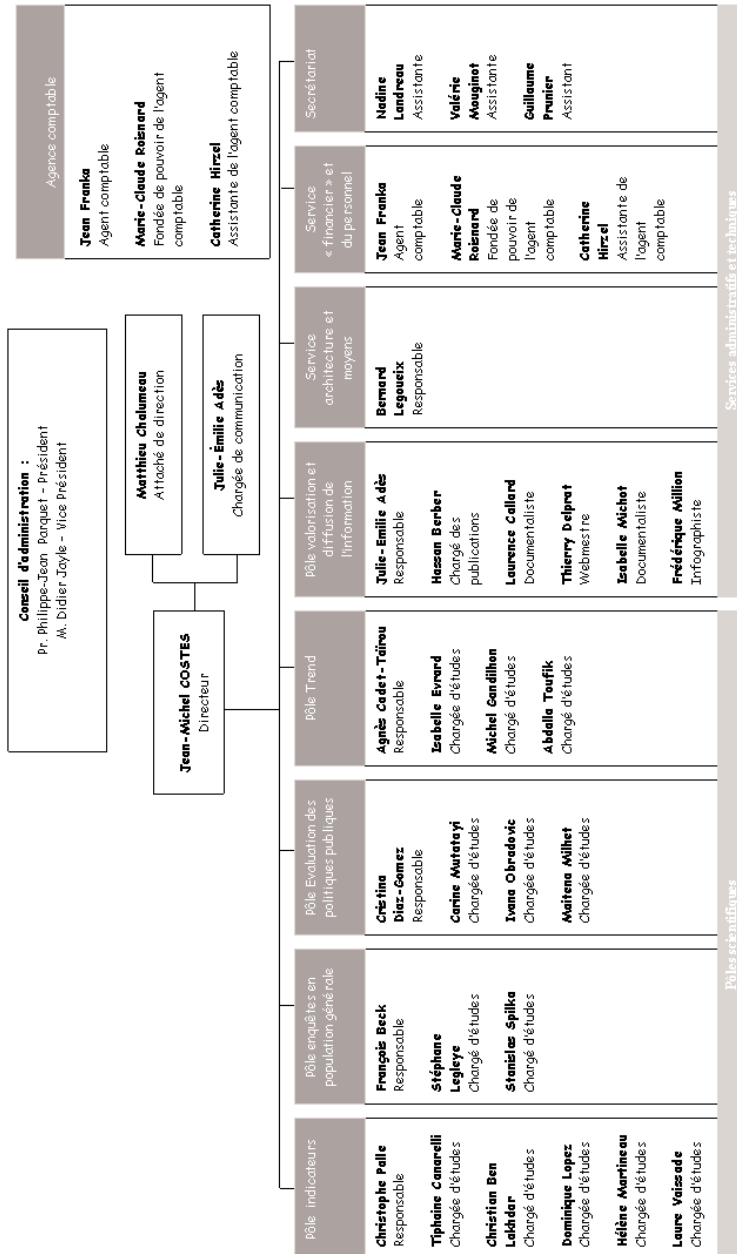 Conseil d'administration :
Pr. Philippe-Jean Parquet - Président
M. Didier Jayle - Vice Président
Agence comptable
Jean Franka
Agent comptable
Marie-Claude Roisnard
Fondée de pouvoir de l'agent
comptable
Catherine Hirzel
Assistante de l'agent comptable
Jean-Michel COSTES
Directeur
Matthieu Chalumeau
Attaché de direction
Julie-Émilie Adès
Chargée de communication
Pôle indicateurs
Christophe Palle
Responsable
Tiphaine Canarelli
Chargée d'études
Christian Ben
Lakhdar
Chargé d'études
Dominique Lopez
Chargée d'études
Hélène Martineau
Chargée d'études
Laure Vaissade
Chargée d'études
Pôle enquêtes en
population générale
François Beck
Responsable
Stéphane
Legleye
Chargé d'études
Stanislas Spilka
Chargé d'études
Pôle Evaluation des
politiques publiques
Cristina
Diaz-Gomez
Responsable
Carine Mutatayi
Chargée d'études
Ivana Obradovic
Chargée d'études
Maitena Milhet
Chargée d'études
Pôle Trend
Agnès Cadet-Taïrou
Responsable
Isabelle Evrard
Chargée d'études
Michel Gandilhon
Chargé d'études
Abdalla Toufik
Chargé d'études
Pôle valorisation et
diffusion de
l'information
Julie-Emilie Adès
Responsable
Hassan Berber
Chargé des
publications
Laurence Callard
Documentaliste
Thierry Delprat
Webmestre
Isabelle Michot
Documentaliste
Frédérique Million
Infographiste
Service
architecture et
moyens
Bernard
Legoueix
Responsable
Service
« financier » et
du personnel
Jean Franka
Agent
comptable
Marie-Claude
Roisnard
Fondée de
pouvoir de
l'agent
comptable
Catherine
Hirzel
Assistante de
l'agent
comptable
Secrétariat
Nadine
Landreau
Assistante
Valérie
Mouginot
Assistante
Guillaume
Prunier
Assistant
Pôles scientifiques
Services administratifs et techniques